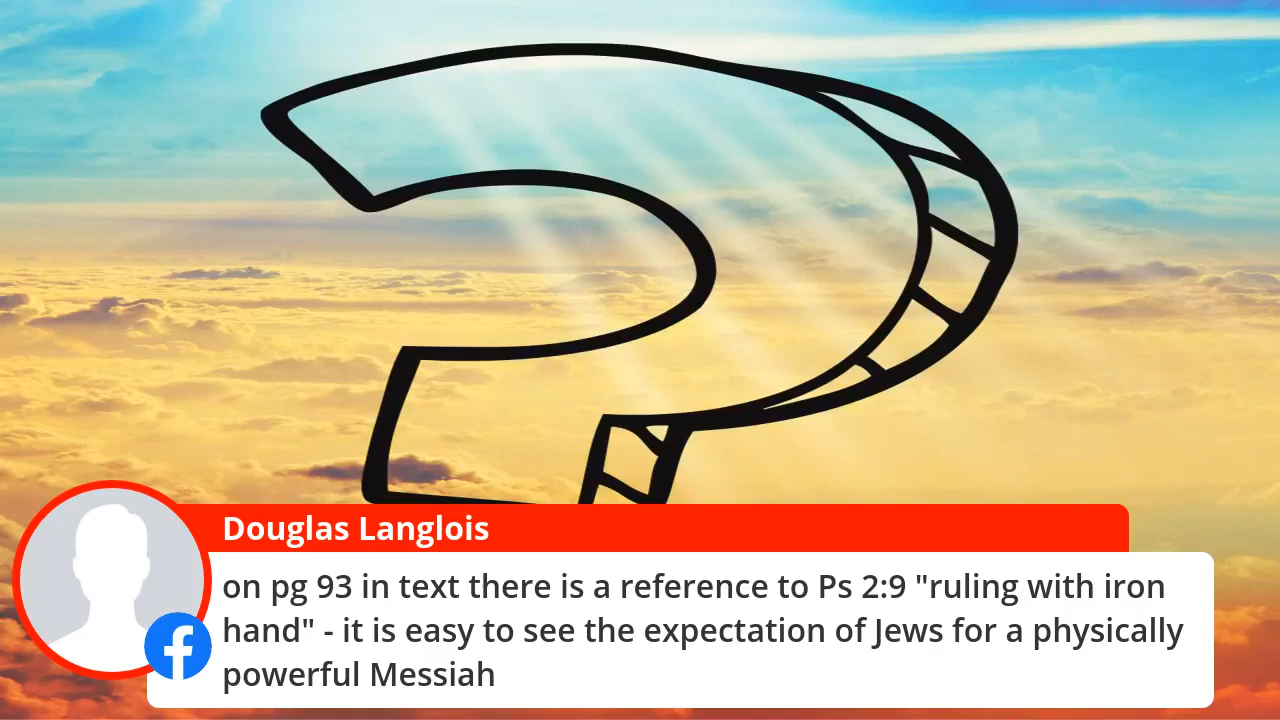 Douglas Langlois
on pg 93 in text there is a reference to Ps 2:9 "ruling with iron
hand" - it is easy to see the expectation of Jews for a physically
powerful Messiah